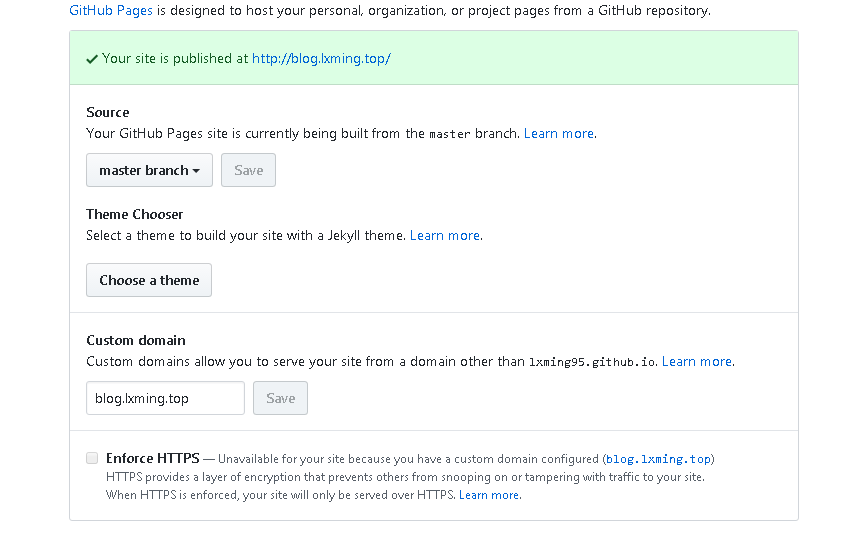 GitHub Pages is designed to host your personal, organization, or project pages from a GitHub repository.
Your site is published at http://blog.lxming.top/
Source
Your GitHub Pages site is currently being built from the master branch. Learn more.
master branch
Save
Theme Chooser
Select a theme to build your site with a Jekyll theme. Learn more.
Choose a theme
Custom domain
Custom domains allow you to serve your site from a domain other than lxming95.github.io. Learn more.
blog.lxming.top
Save
Enforce HTTPS — Unavailable for your site because you have a custom domain configured (blog.lxming.top)
HTTPS provides a layer of encryption that prevents others from snooping on or tampering with traffic to your site.
When HTTPS is enforced, your site will only be served over HTTPS. Learn more.